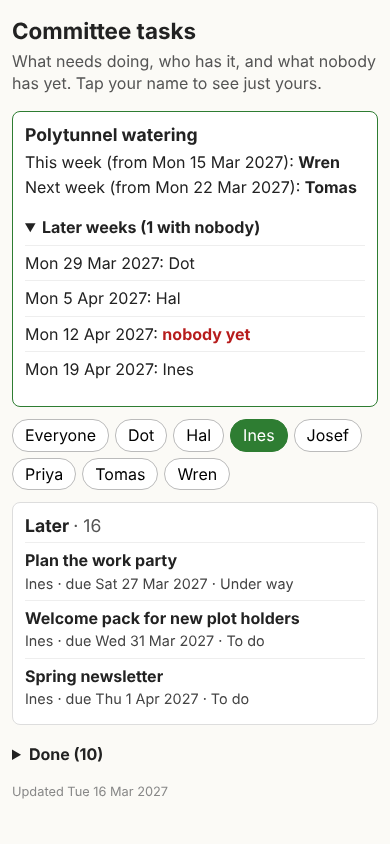 Committee tasks
What needs doing, who has it, and what nobody
has yet. Tap your name to see just yours.
Polytunnel watering
This week (from Mon 15 Mar 2027): Wren
Next week (from Mon 22 Mar 2027): Tomas
Later weeks (1 with nobody)
Mon 29 Mar 2027: Dot
Mon 5 Apr 2027: Hal
Mon 12 Apr 2027: nobody yet
Mon 19 Apr 2027: Ines
Everyone Dot Hal Ines Josef
Priya Tomas Wren
Later · 16
Plan the work party
Ines · due Sat 27 Mar 2027 · Under way
Welcome pack for new plot holders
Ines · due Wed 31 Mar 2027 · To do
Spring newsletter
Ines · due Thu 1 Apr 2027 · To do
Done (10)
Updated Tue 16 Mar 2027